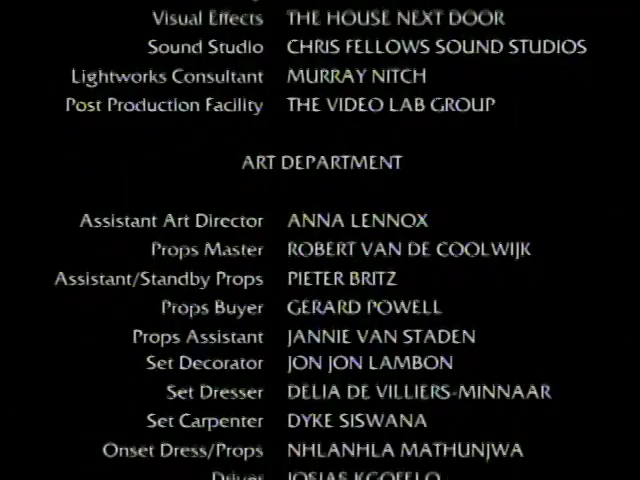 Visual Effects THE HOUSE NEXT DOOR
Sound Studio CHRIS FELLOWS SOUND STUDIOS
Lightworks Consultant MURRAY NITCH
Post Production Facility THE VIDEO LAB GROUP
ART DEPARTMENT
Assistant Art Director ANNA LENNOX
Props Master ROBERT VAN DE COOLWIJK
Assistant/Standby Props PIETER BRITZ
Props Buyer GERARD POWELL
Props Assistant JANNIE VAN STADEN
Set Decorator JON JON LAMBON
Set Dresser DELIA DE VILLIERS-MINNAAR
Set Carpenter DYKE SISWANA
Onset Dress/Props NHLANHLA MATHUNJWA
Driver JOSIAS KGOFELO